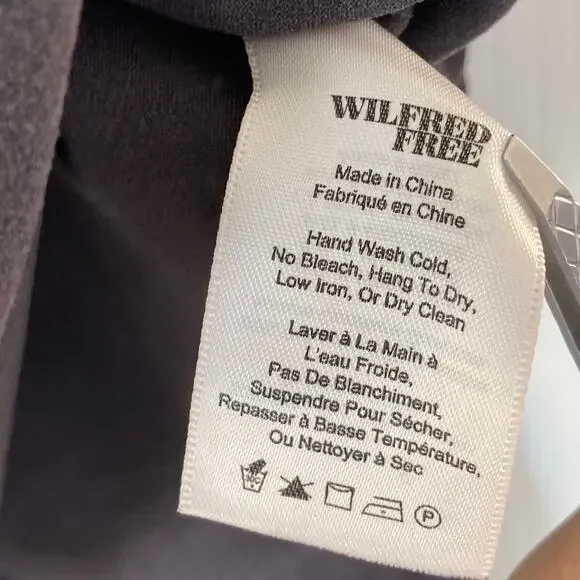 WILFRED
FREE
Made in China
Fabriqué en Chine
Hand Wash Cold,
No Bleach, Hang To Dry,
Low Iron, Or Dry Clean
Laver à La Main à
L'eau Froide,
Pas De Blanchiment,
Suspendre Pour Sécher,
Repasser à Basse Température,
Ou Nettoyer à Sec
P